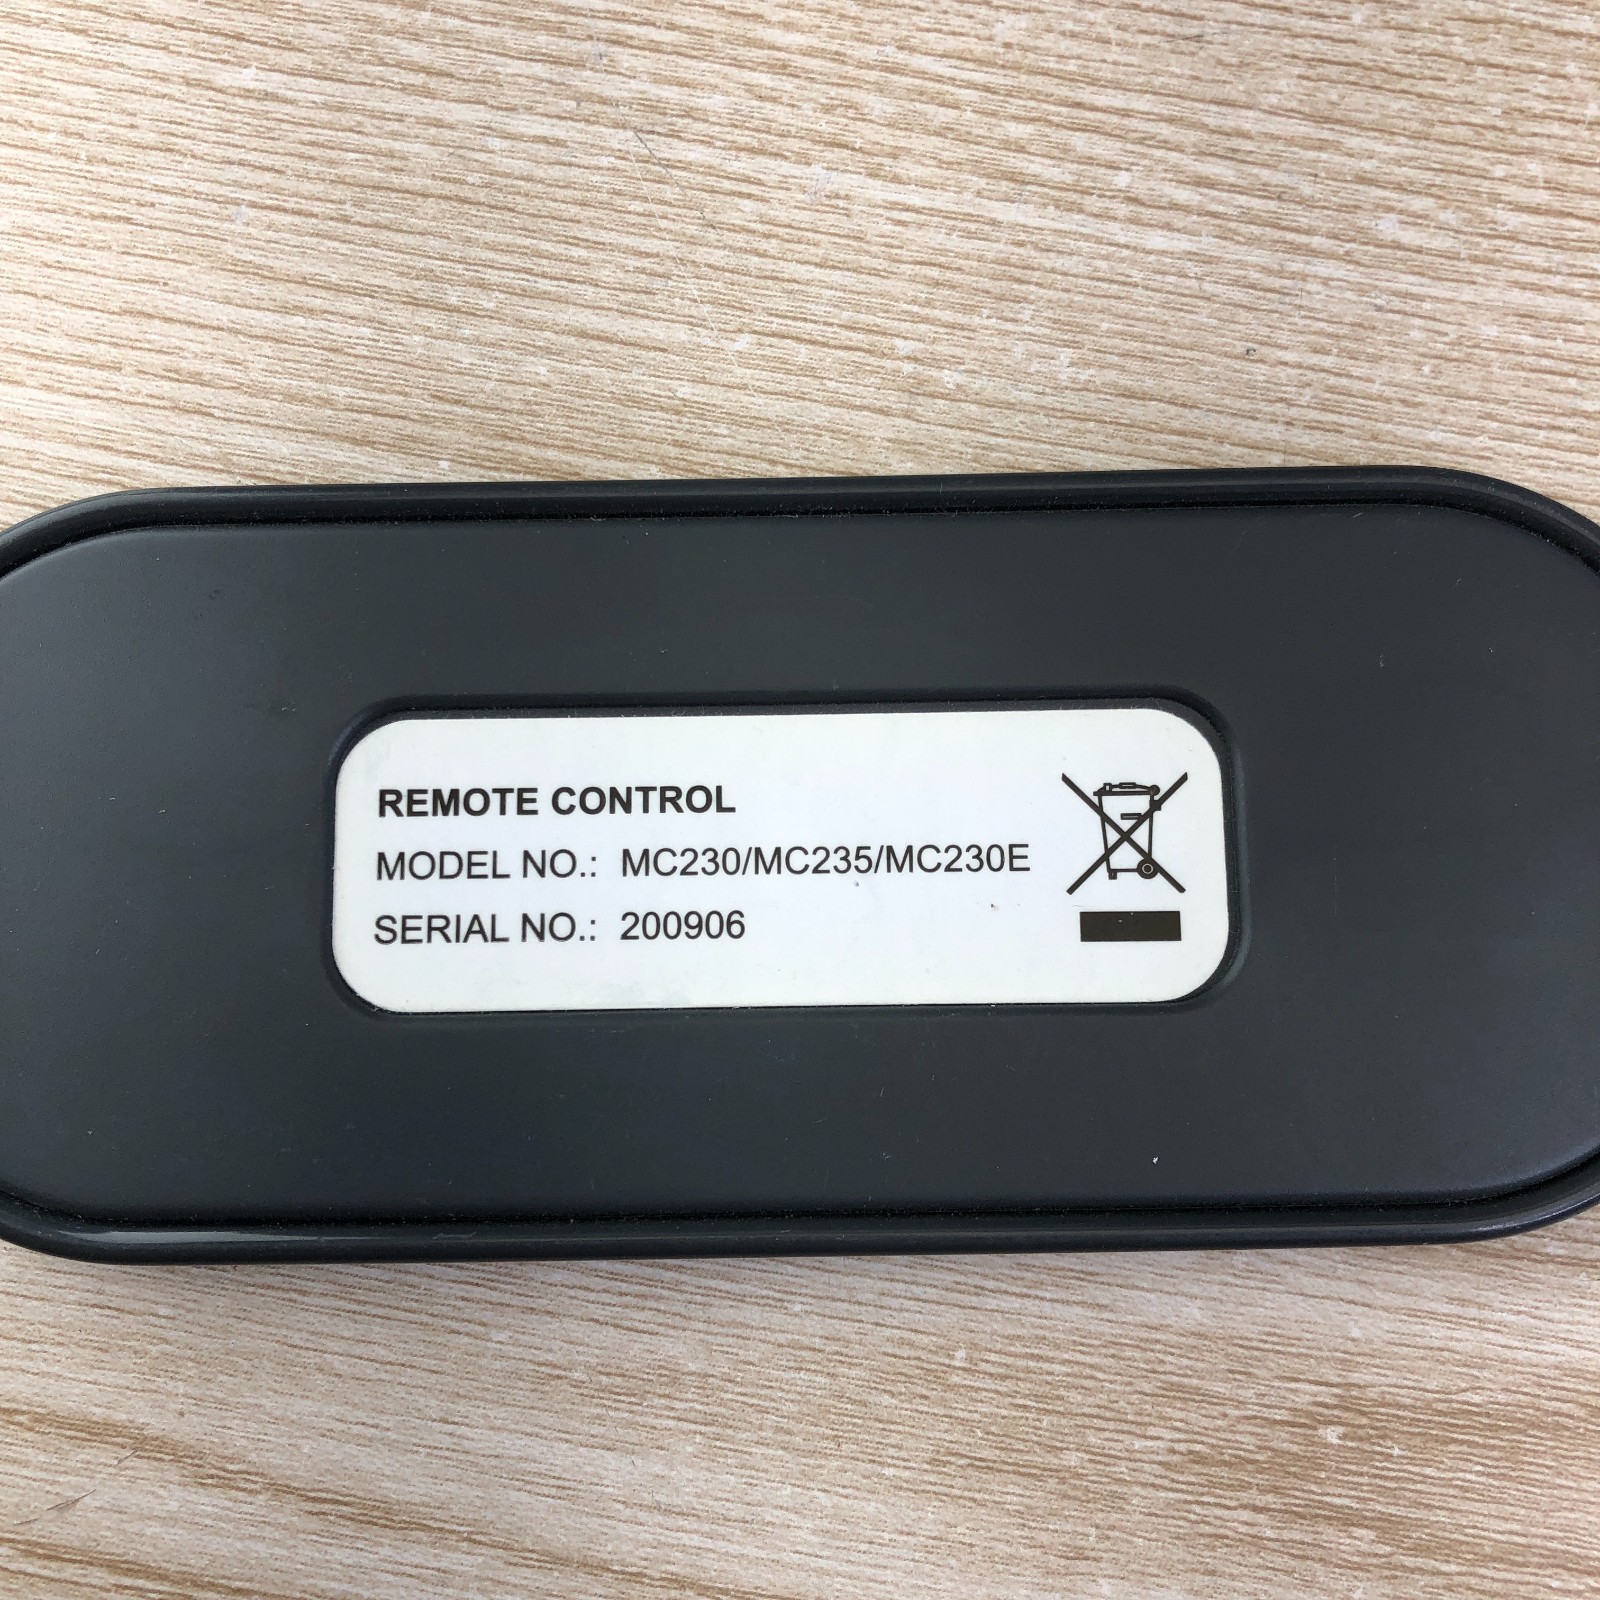 REMOTE CONTROL
MODEL NO.: MC230/MC235/MC230E
SERIAL NO.: 200906